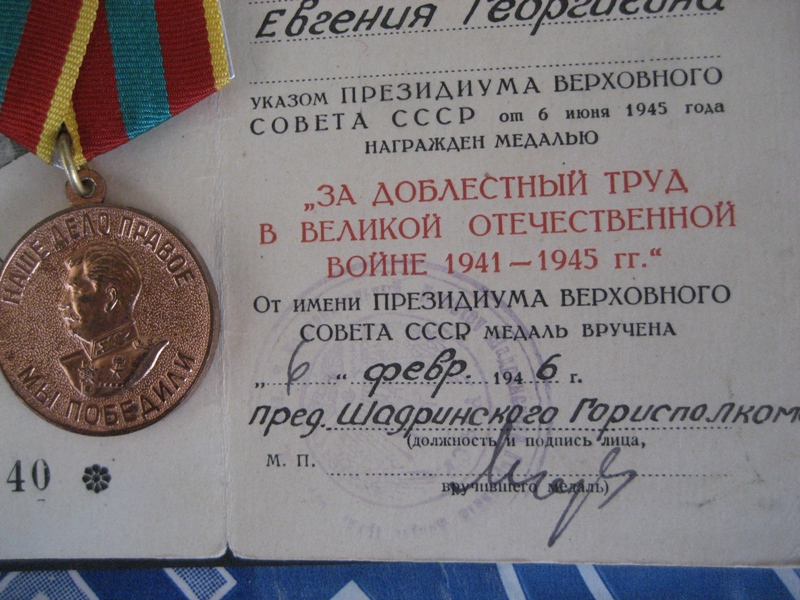 Евгения Георгиевна
УКАЗОМ ПРЕЗИДИУМА ВЕРХОВНОГО
СОВЕТА СССР от 6 июня 1945 года
НАГРАЖДЕН МЕДАЛЬЮ
„ЗА ДОБЛЕСТНЫЙ ТРУД
В ВЕЛИКОЙ ОТЕЧЕСТВЕННОЙ
ВОЙНЕ 1941—1945 гг.“
От имени ПРЕЗИДИУМА ВЕРХОВНОГО
СОВЕТА СССР МЕДАЛЬ ВРУЧЕНА
„6“ февр. 1946 г.
пред. Шадринского Горисполкома
(должность и подпись лица,
М. П.
вручившего медаль)
НАШЕ ДЕЛО ПРАВОЕ
МЫ ПОБЕДИЛИ
40